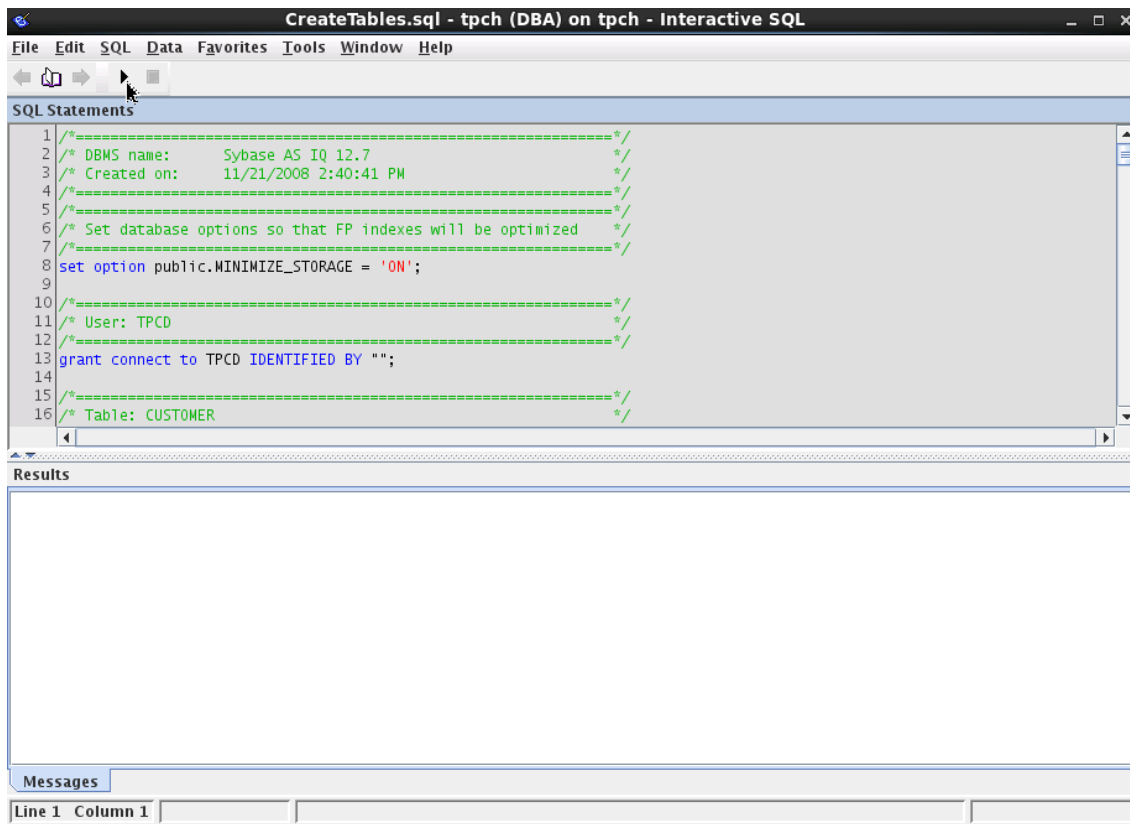 CreateTables.sql - tpch (DBA) on tpch - Interactive SQL
File Edit SQL Data Favorites Tools Window Help
SQL Statements
1 /*==============================================================*/
2 /* DBMS name:      Sybase AS IQ 12.7                            */
3 /* Created on:     11/21/2008 2:40:41 PM                        */
4 /*==============================================================*/
5 /*==============================================================*/
6 /* Set database options so that FP indexes will be optimized    */
7 /*==============================================================*/
8 set option public.MINIMIZE_STORAGE = 'ON';
9
10 /*==============================================================*/
11 /* User: TPCD                                                   */
12 /*==============================================================*/
13 grant connect to TPCD IDENTIFIED BY "";
14
15 /*==============================================================*/
16 /* Table: CUSTOMER                                              */
Results
Messages
Line 1 Column 1